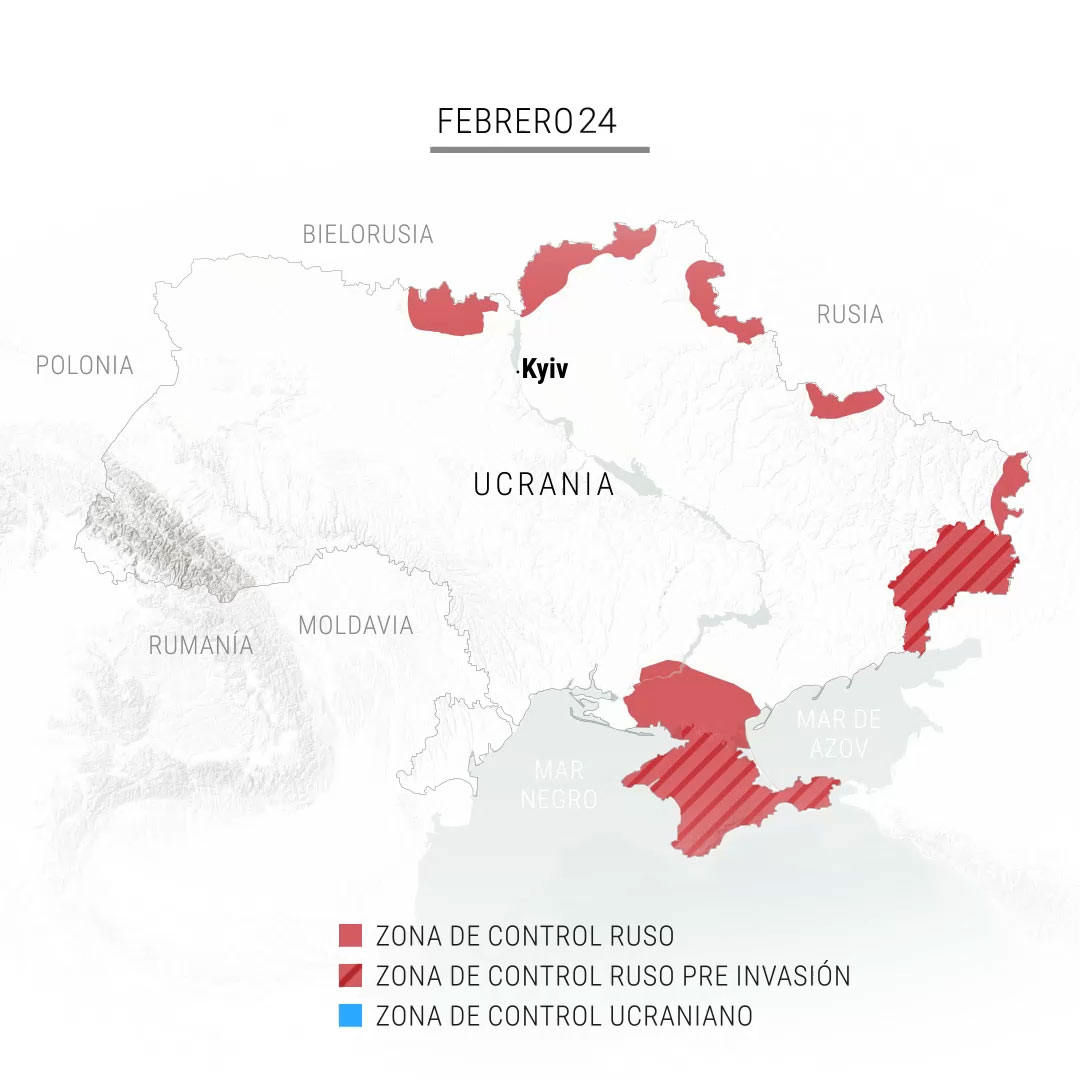 FEBRERO 24
BIELORUSIA
RUSIA
POLONIA
Kyiv
UCRANIA
MOLDAVIA
RUMANÍA
MAR DE
AZOV
MAR
NEGRO
ZONA DE CONTROL RUSO
ZONA DE CONTROL RUSO PRE INVASIÓN
ZONA DE CONTROL UCRANIANO